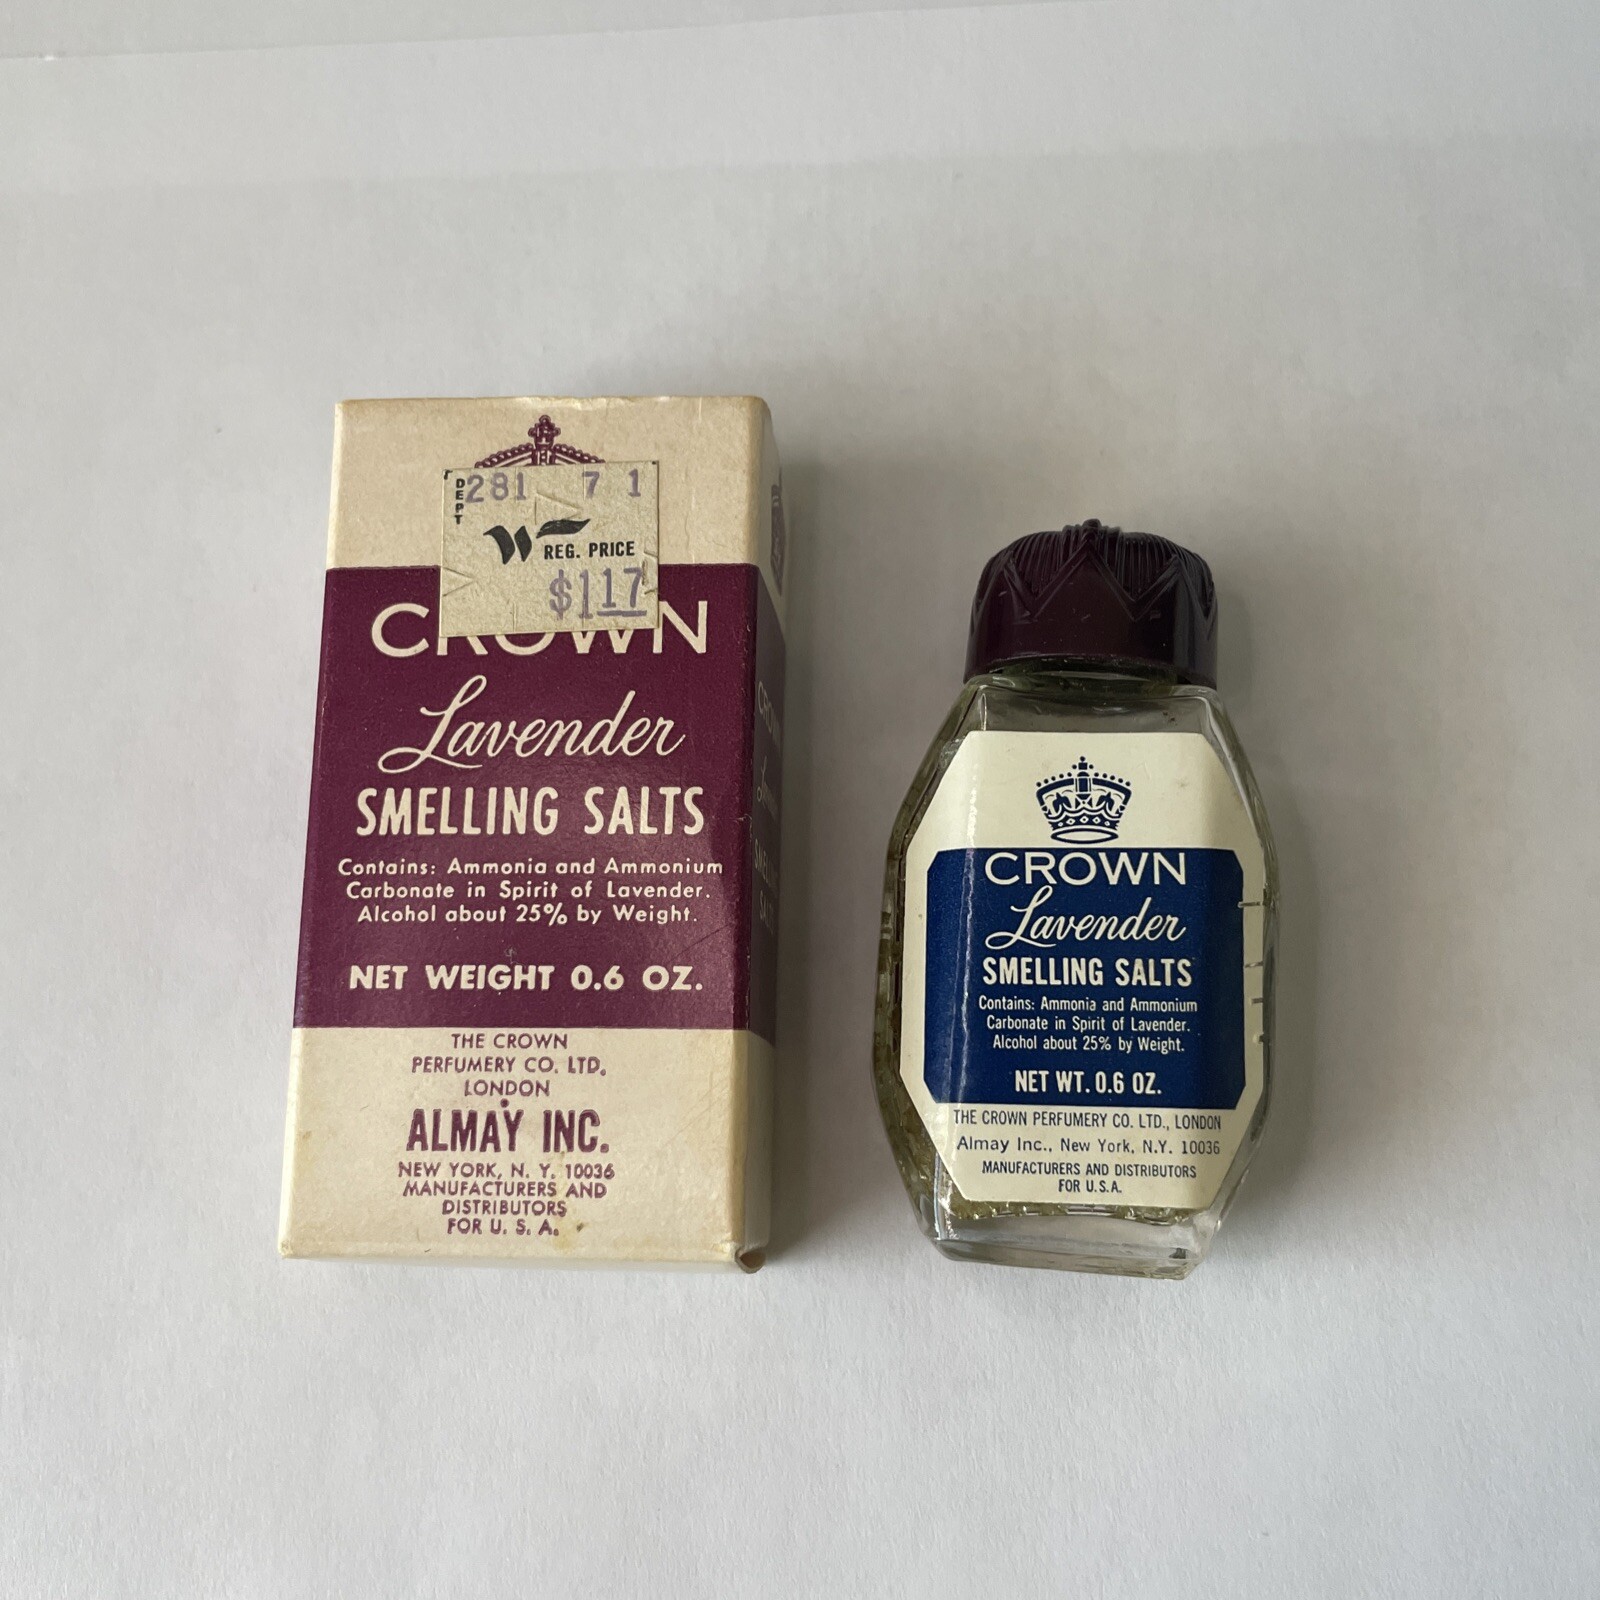 DEPT 281 7 1
W REG. PRICE
$1.17
CROWN
Lavender
SMELLING SALTS
Contains: Ammonia and Ammonium
Carbonate in Spirit of Lavender.
Alcohol about 25% by Weight.
NET WEIGHT 0.6 OZ.
THE CROWN
PERFUMERY CO. LTD.
LONDON
ALMAY INC.
NEW YORK, N. Y. 10036
MANUFACTURERS AND
DISTRIBUTORS
FOR U. S. A.
CROWN
Lavender
SMELLING SALTS
Contains: Ammonia and Ammonium
Carbonate in Spirit of Lavender.
Alcohol about 25% by Weight.
NET WT. 0.6 OZ.
THE CROWN PERFUMERY CO. LTD., LONDON
Almay Inc., New York, N.Y. 10036
MANUFACTURERS AND DISTRIBUTORS
FOR U.S.A.